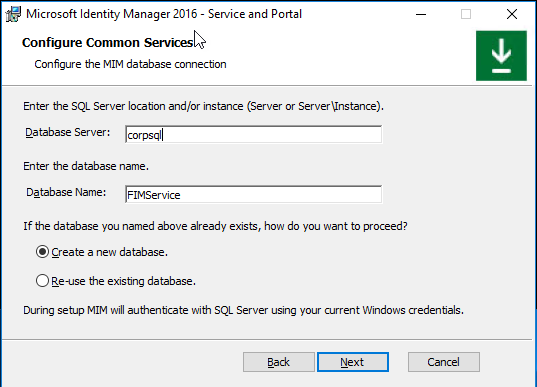 Microsoft Identity Manager 2016 - Service and Portal
Configure Common Services
Configure the MIM database connection
Enter the SQL Server location and/or instance (Server or Server\Instance).
Database Server: corpsql
Enter the database name.
Database Name: FIMService
If the database you named above already exists, how do you want to proceed?
Create a new database.
Re-use the existing database.
During setup MIM will authenticate with SQL Server using your current Windows credentials.
Back Next Cancel